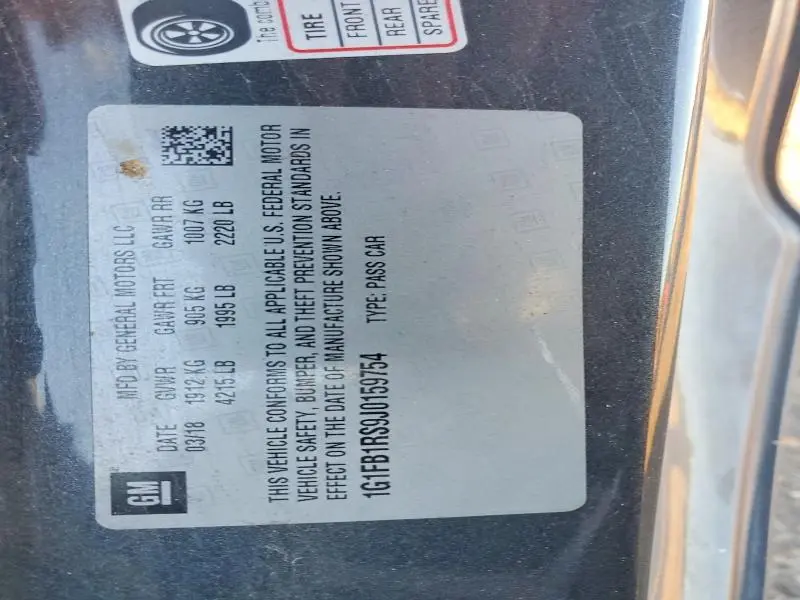 The comb
TIRE
FRONT
REAR
SPARE
GM
MFD BY GENERAL MOTORS LLC
DATE GVWR GAWR FRT GAWR RR
03/18 1912 KG 905 KG 1007 KG
4215 LB 1995 LB 2220 LB
THIS VEHICLE CONFORMS TO ALL APPLICABLE U.S. FEDERAL MOTOR
VEHICLE SAFETY, BUMPER, AND THEFT PREVENTION STANDARDS IN
EFFECT ON THE DATE OF MANUFACTURE SHOWN ABOVE.
1G1FB1RS9J0159754 TYPE: PASS CAR